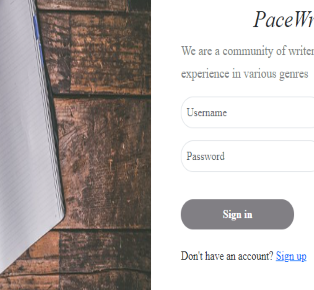 PaceWr
We are a community of writer
experience in various genres
Username
Password
Sign in
Don't have an account? Sign up